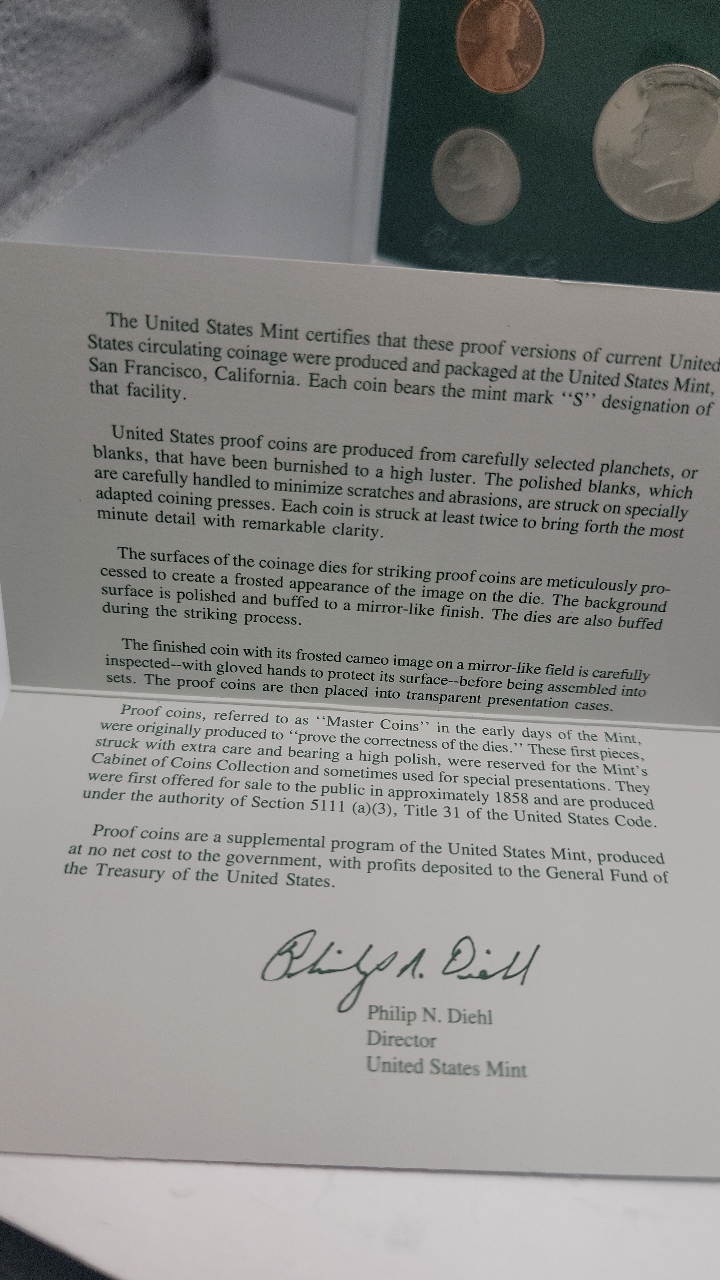 The United States Mint certifies that these proof versions of current United
States circulating coinage were produced and packaged at the United States Mint,
San Francisco, California. Each coin bears the mint mark ‘‘S’’ designation of
that facility.
United States proof coins are produced from carefully selected planchets, or
blanks, that have been burnished to a high luster. The polished blanks, which
are carefully handled to minimize scratches and abrasions, are struck on specially
adapted coining presses. Each coin is struck at least twice to bring forth the most
minute detail with remarkable clarity.
The surfaces of the coinage dies for striking proof coins are meticulously pro-
cessed to create a frosted appearance of the image on the die. The background
surface is polished and buffed to a mirror-like finish. The dies are also buffed
during the striking process.
The finished coin with its frosted cameo image on a mirror-like field is carefully
inspected--with gloved hands to protect its surface--before being assembled into
sets. The proof coins are then placed into transparent presentation cases.
Proof coins, referred to as ‘‘Master Coins’’ in the early days of the Mint,
were originally produced to ‘‘prove the correctness of the dies.’’ These first pieces,
struck with extra care and bearing a high polish, were reserved for the Mint's
Cabinet of Coins Collection and sometimes used for special presentations. They
were first offered for sale to the public in approximately 1858 and are produced
under the authority of Section 5111 (a)(3), Title 31 of the United States Code.
Proof coins are a supplemental program of the United States Mint, produced
at no net cost to the government, with profits deposited to the General Fund of
the Treasury of the United States.
Philip N. Diehl
Philip N. Diehl
Director
United States Mint